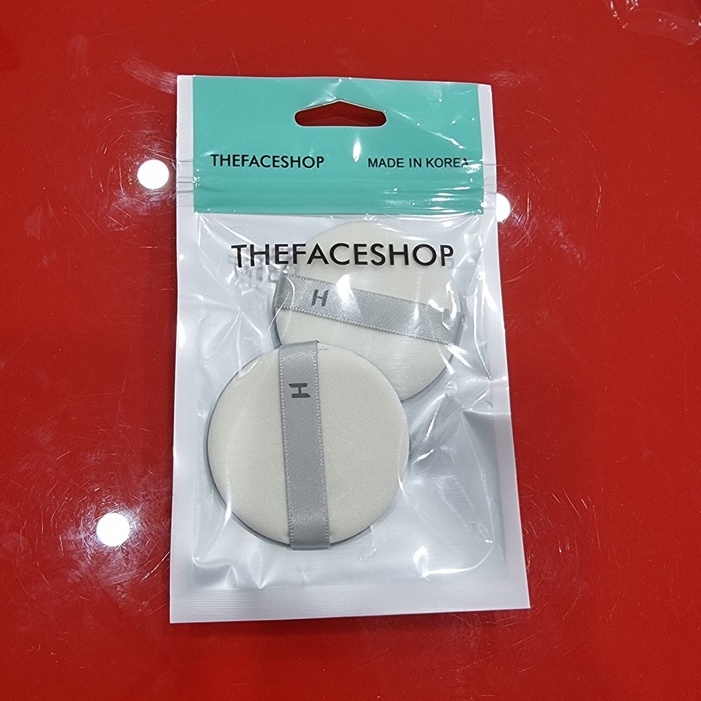 THEFACESHOP MADE IN KOREA
THEFACESHOP
H
H